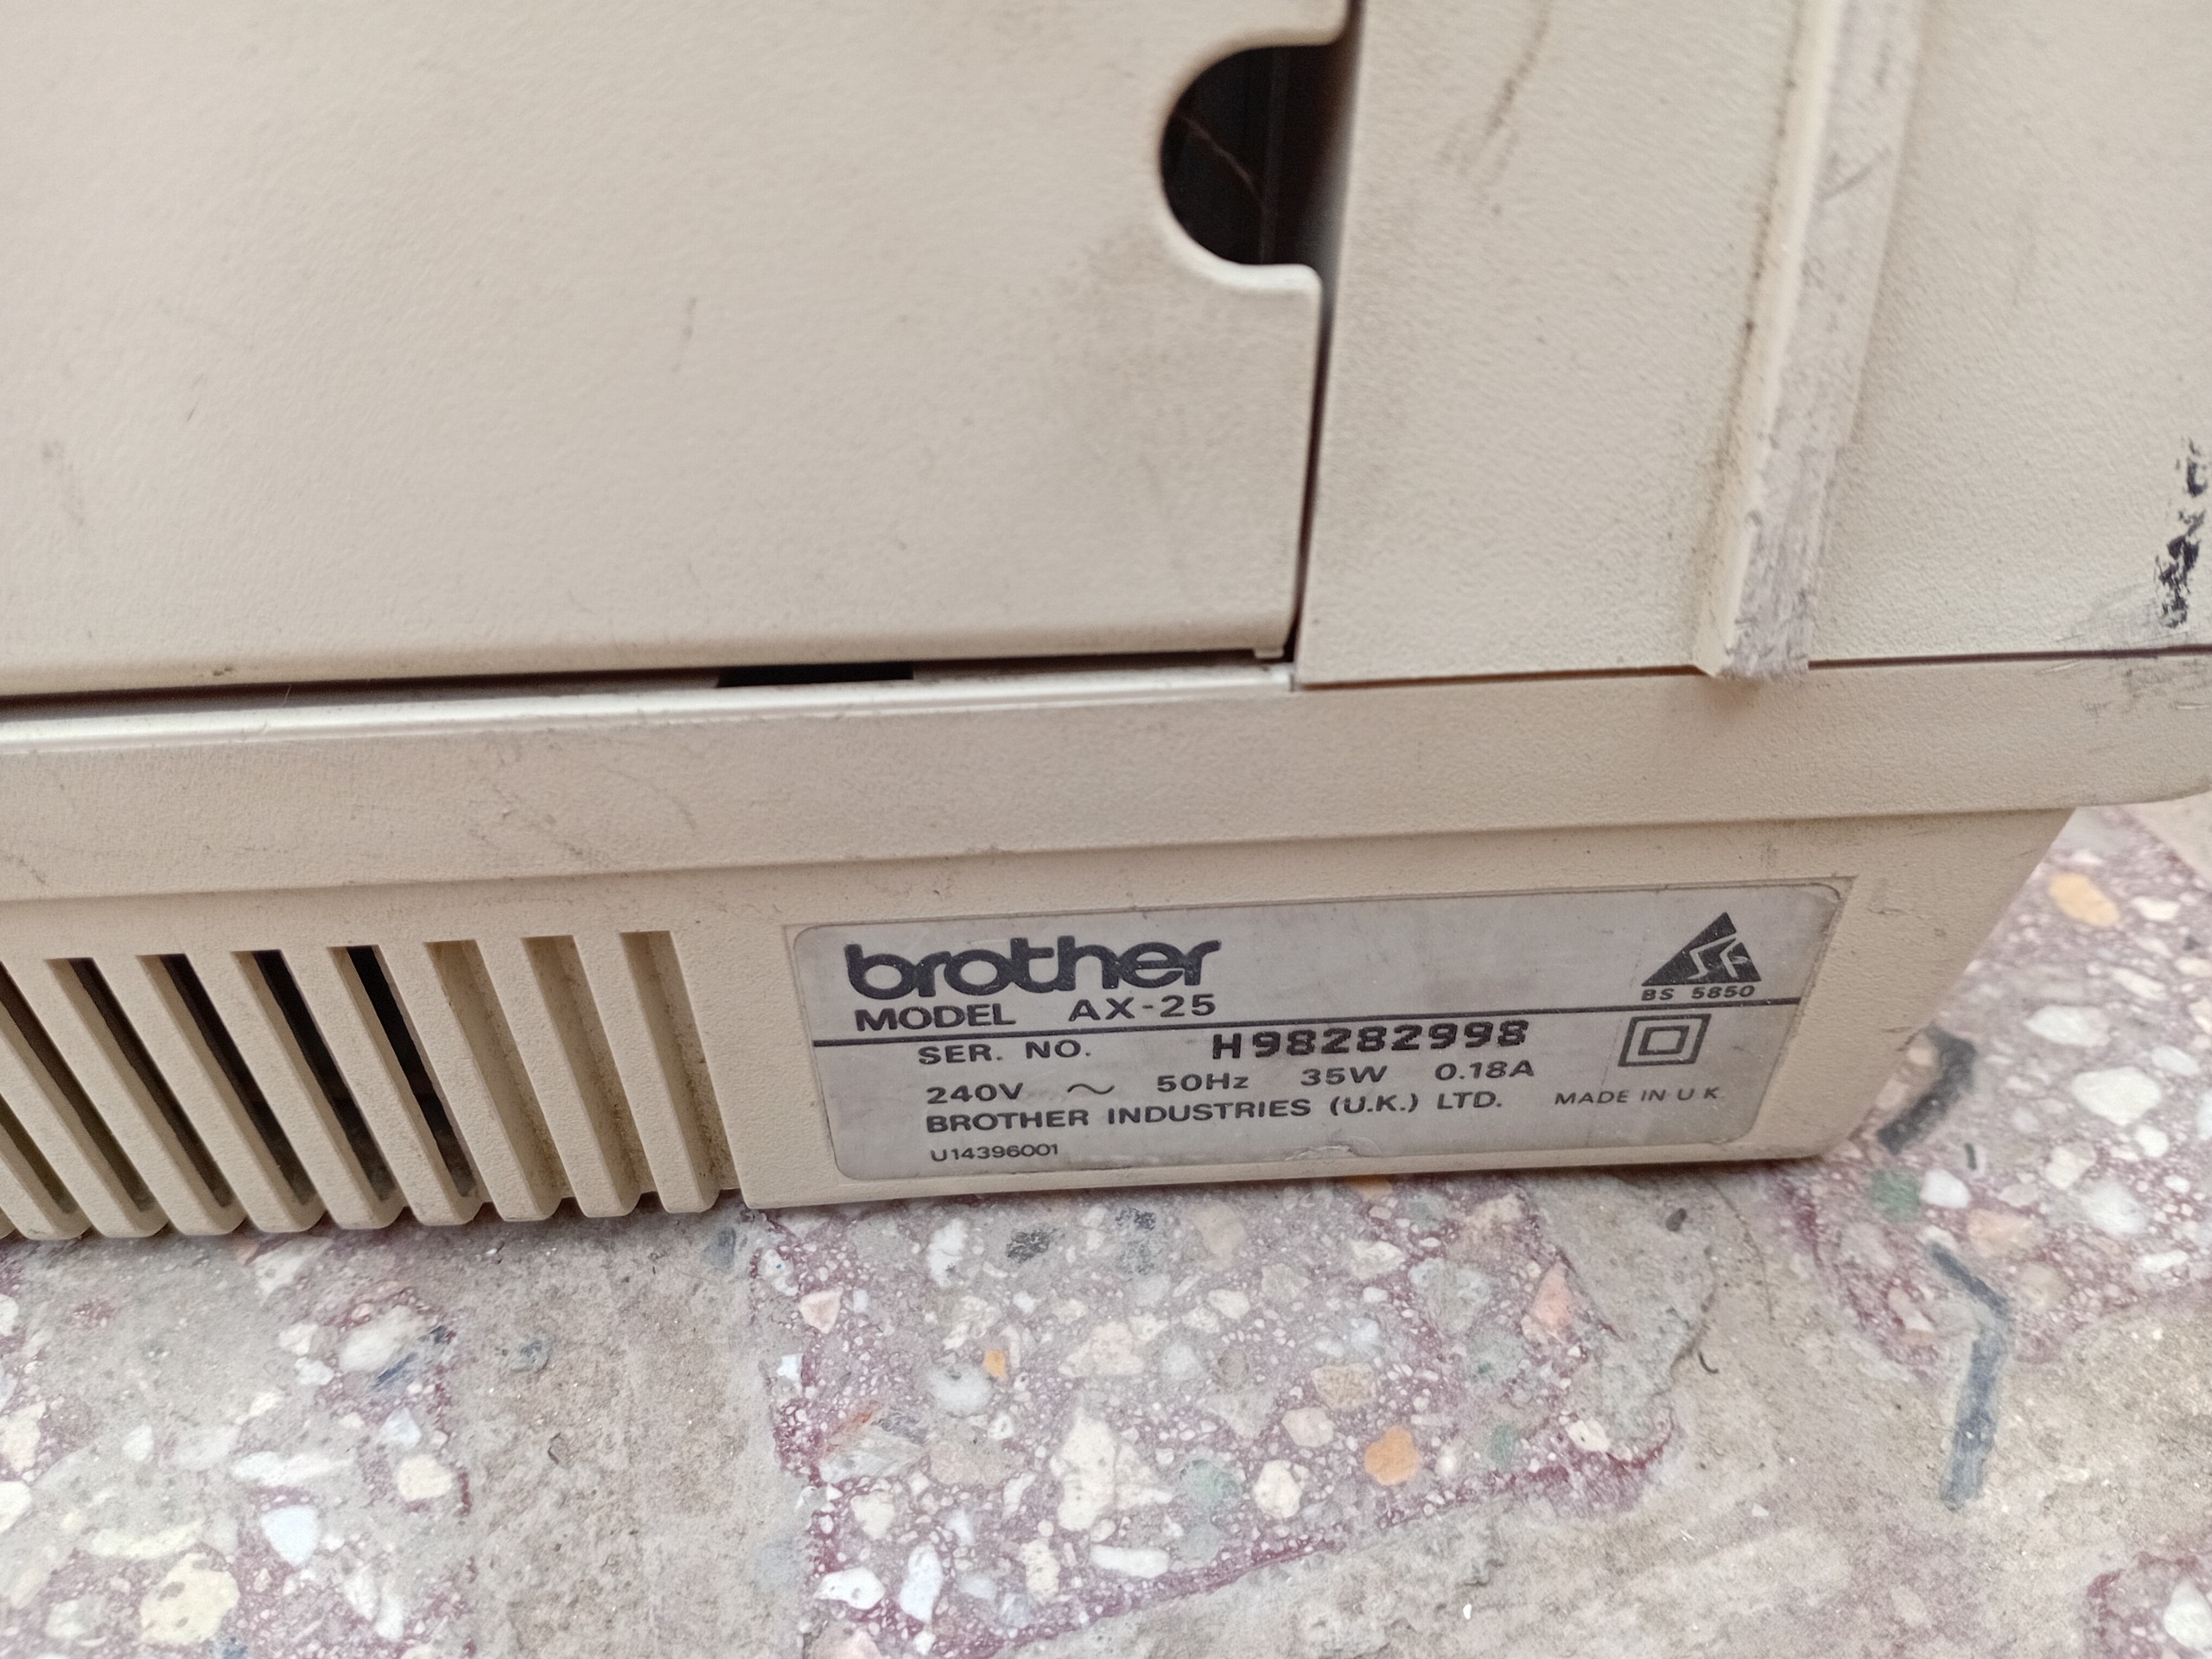 brother
MODEL AX-25
BS 5850
SER. NO. H98282998
240V ~ 50Hz 35W 0.18A
BROTHER INDUSTRIES (U.K.) LTD. MADE IN U K
U14396001